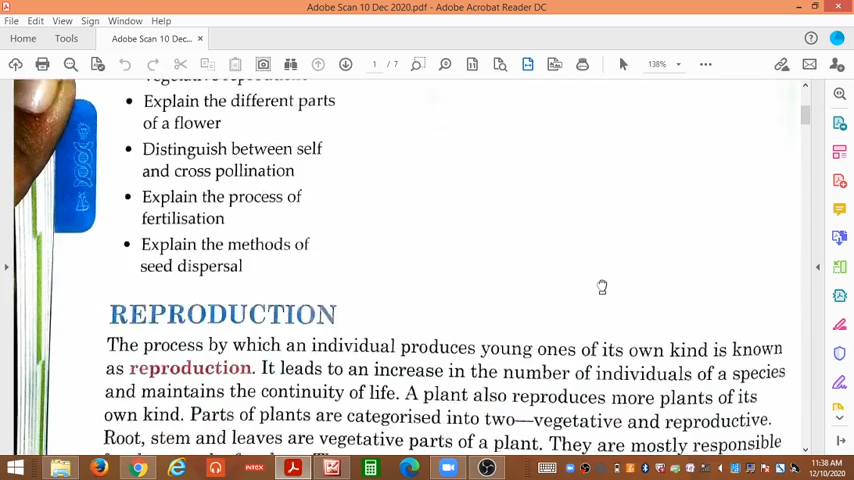 Adobe Scan 10 Dec 2020.pdf - Adobe Acrobat Reader DC
File Edit View Sign Window Help
Home Tools Adobe Scan 10 Dec... ×
1 / 7 138%
• Explain the different parts
of a flower
• Distinguish between self
and cross pollination
• Explain the process of
fertilisation
• Explain the methods of
seed dispersal
REPRODUCTION
The process by which an individual produces young ones of its own kind is known
as reproduction. It leads to an increase in the number of individuals of a species
and maintains the continuity of life. A plant also reproduces more plants of its
own kind. Parts of plants are categorised into two—vegetative and reproductive.
Root, stem and leaves are vegetative parts of a plant. They are mostly responsible
INTEX
11:38 AM
12/10/2020